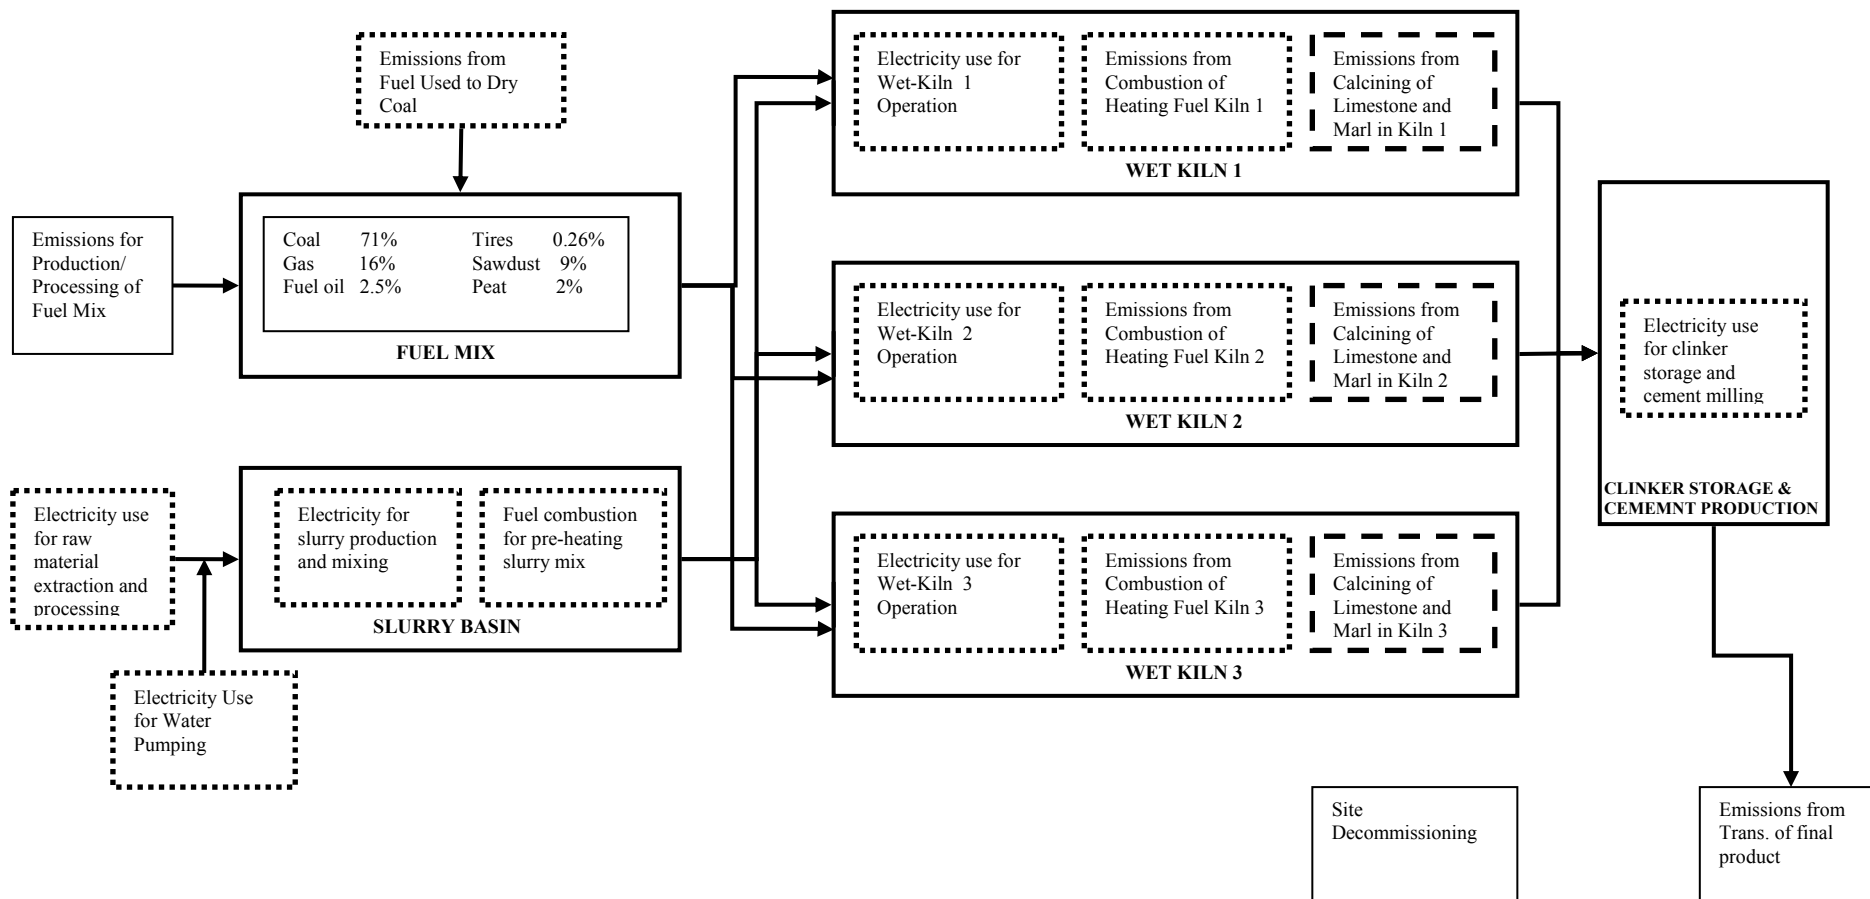 Emissions from
Fuel Used to Dry
Coal
Emissions for
Production/
Processing of
Fuel Mix
Coal 71% Tires 0.26%
Gas 16% Sawdust 9%
Fuel oil 2.5% Peat 2%
FUEL MIX
Electricity use
for raw
material
extraction and
processing
Electricity for
slurry production
and mixing
Fuel combustion
for pre-heating
slurry mix
SLURRY BASIN
Electricity Use
for Water
Pumping
Electricity use for
Wet-Kiln 1
Operation
Emissions from
Combustion of
Heating Fuel Kiln 1
Emissions from
Calcining of
Limestone and
Marl in Kiln 1
WET KILN 1
Electricity use for
Wet-Kiln 2
Operation
Emissions from
Combustion of
Heating Fuel Kiln 2
Emissions from
Calcining of
Limestone and
Marl in Kiln 2
WET KILN 2
Electricity use for
Wet-Kiln 3
Operation
Emissions from
Combustion of
Heating Fuel Kiln 3
Emissions from
Calcining of
Limestone and
Marl in Kiln 3
WET KILN 3
Electricity use
for clinker
storage and
cement milling
CLINKER STORAGE &
CEMEMNT PRODUCTION
Site
Decommissioning
Emissions from
Trans. of final
product